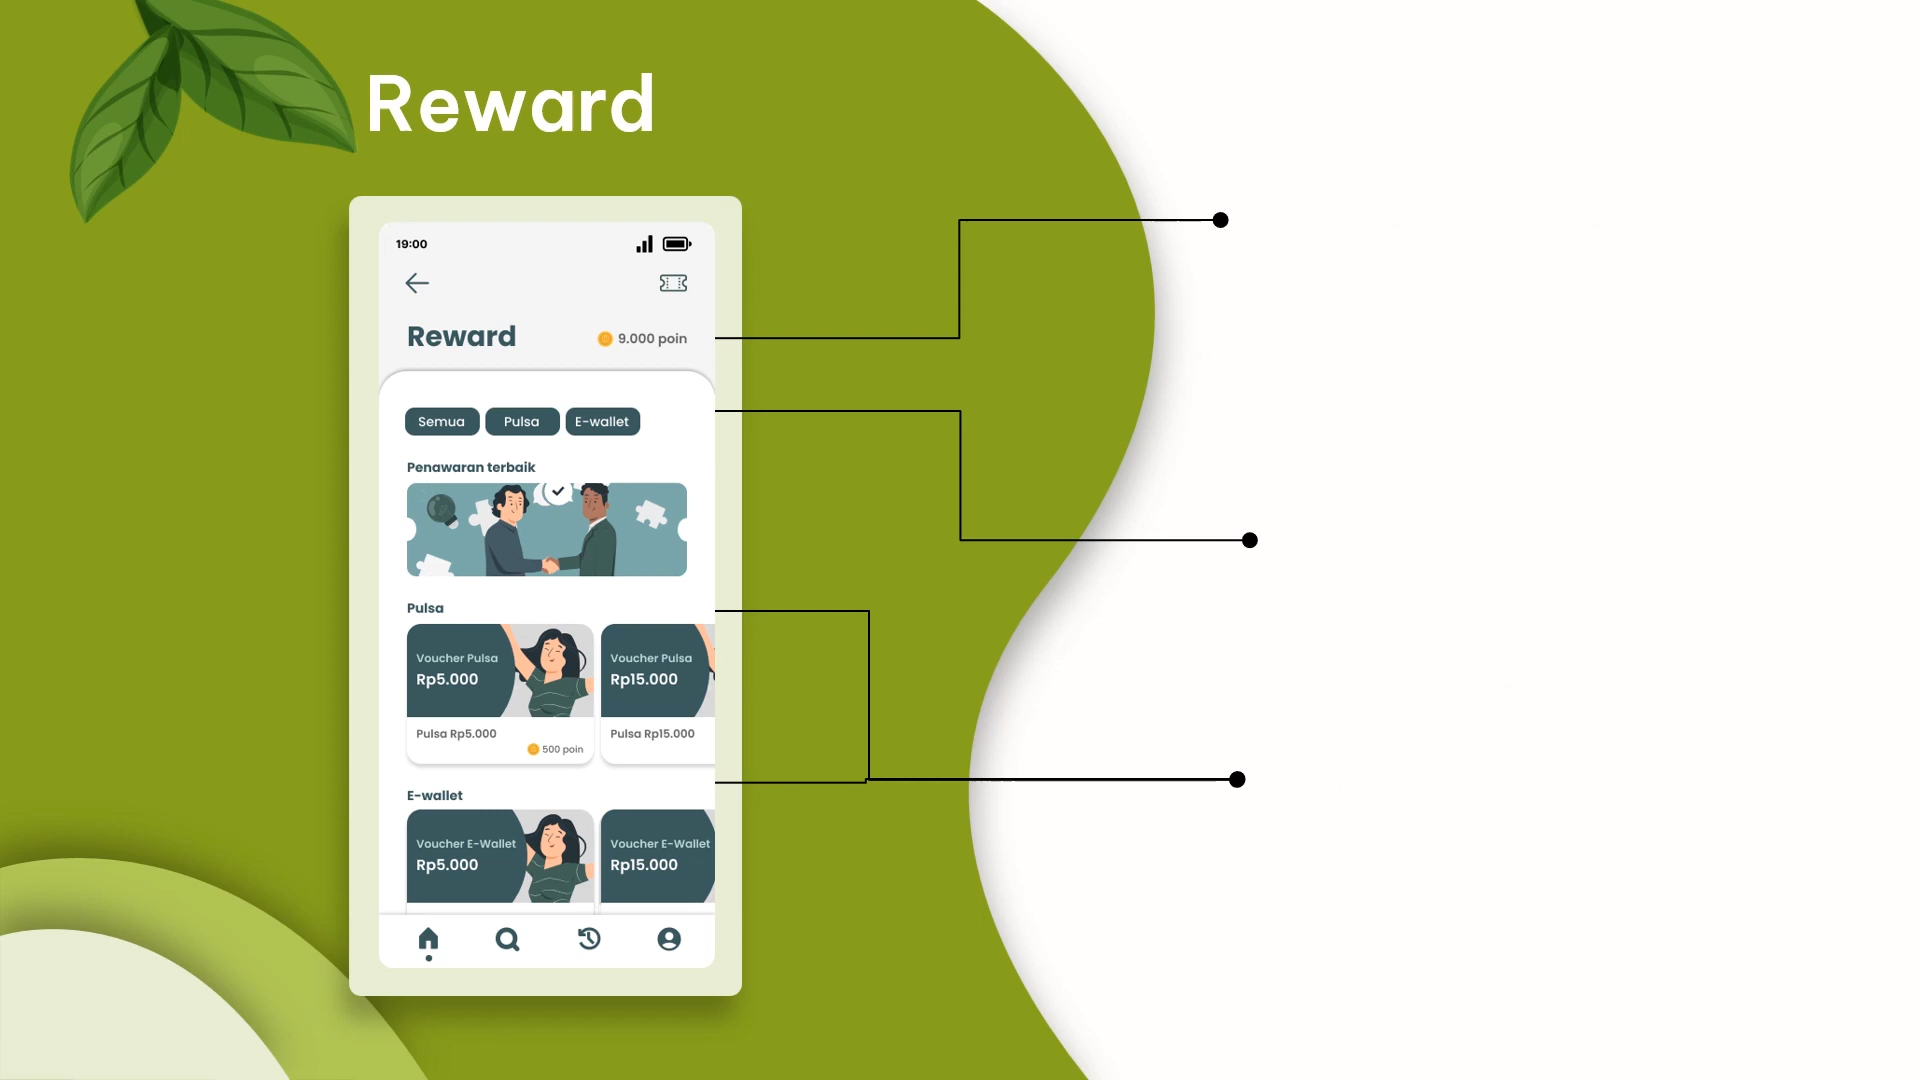 Reward
19:00
Reward
9.000 poin
Semua
Pulsa
E-wallet
Penawaran terbaik
Pulsa
Voucher Pulsa
Rp5.000
Pulsa Rp5.000
500 poin
Voucher Pulsa
Rp15.000
Pulsa Rp15.000
E-wallet
Voucher E-Wallet
Rp5.000
Voucher E-Wallet
Rp15.000